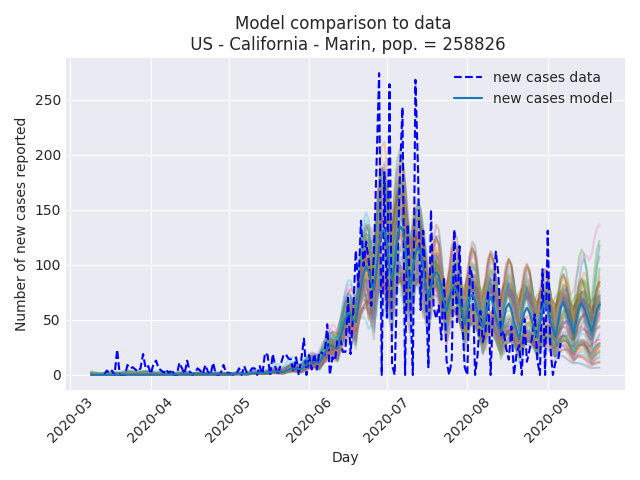 Model comparison to data
US - California - Marin, pop. = 258826
new cases data
new cases model
Number of new cases reported
250
200
150
100
50
0
2020-03
2020-04
2020-05
2020-06
2020-07
2020-08
2020-09
Day